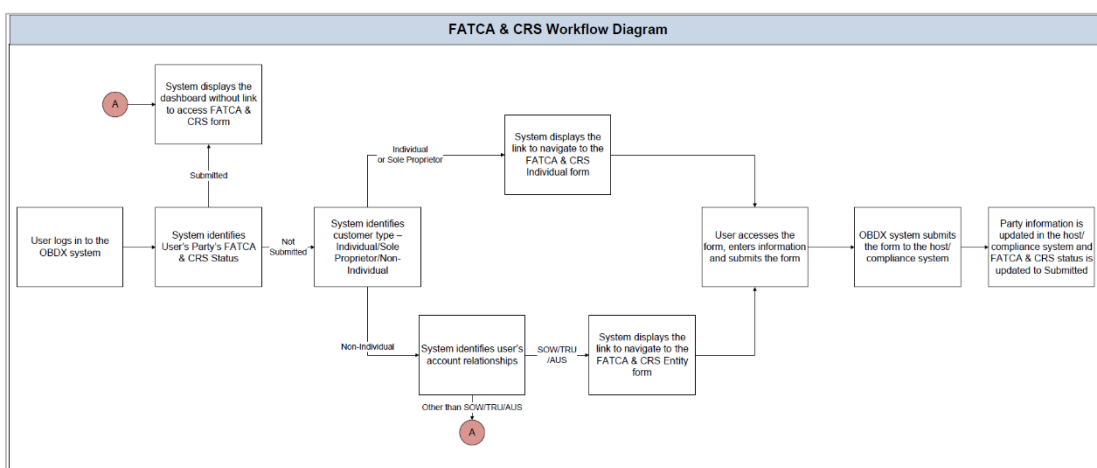 FATCA & CRS Workflow Diagram
A
System displays the
dashboard without link
to access FATCA &
CRS form
Submitted
User logs in to the
OBDX system
System identifies
User's Party's FATCA
& CRS Status
Not
Submitted
System identifies
customer type –
Individual/Sole
Proprietor/Non-
Individual
Individual
or Sole Proprietor
System displays the
link to navigate to the
FATCA & CRS
Individual form
Non-Individual
System identifies user's
account relationships
SOW/TRU
/AUS
System displays the
link to navigate to the
FATCA & CRS Entity
form
Other than SOW/TRU/AUS
A
User accesses the
form, enters information
and submits the form
OBDX system submits
the form to the host/
compliance system
Party information is
updated in the host/
compliance system and
FATCA & CRS status is
updated to Submitted